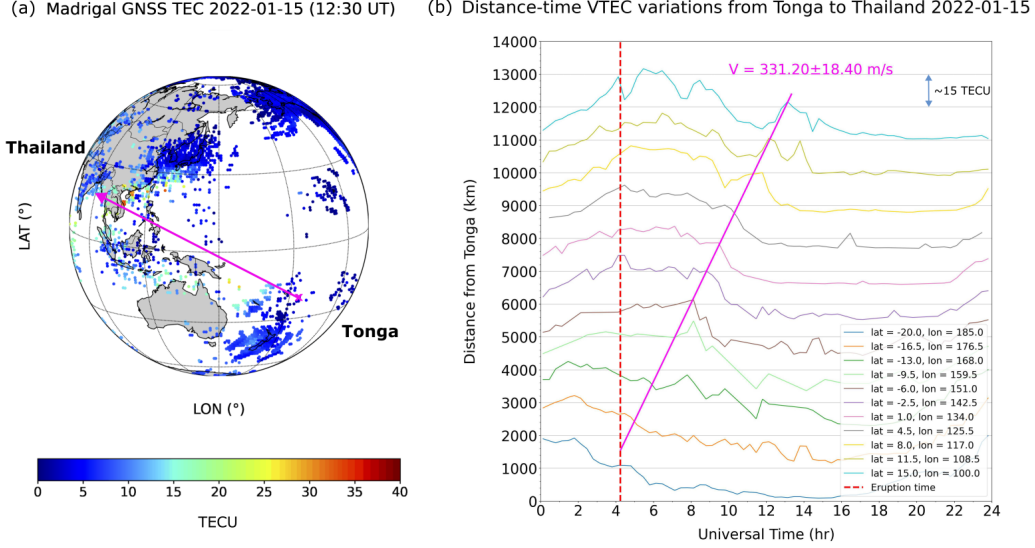 (a) Madrigal GNSS TEC 2022-01-15 (12:30 UT)
Thailand
Tonga
LAT (°)
LON (°)
0 5 10 15 20 25 30 35 40
TECU
(b) Distance-time VTEC variations from Tonga to Thailand 2022-01-15
V = 331.20±18.40 m/s
~15 TECU
Distance from Tonga (km)
14000
13000
12000
11000
10000
9000
8000
7000
6000
5000
4000
3000
2000
1000
0
lat = -20.0, lon = 185.0
lat = -16.5, lon = 176.5
lat = -13.0, lon = 168.0
lat = -9.5, lon = 159.5
lat = -6.0, lon = 151.0
lat = -2.5, lon = 142.5
lat = 1.0, lon = 134.0
lat = 4.5, lon = 125.5
lat = 8.0, lon = 117.0
lat = 11.5, lon = 108.5
lat = 15.0, lon = 100.0
Eruption time
0 2 4 6 8 10 12 14 16 18 20 22 24
Universal Time (hr)